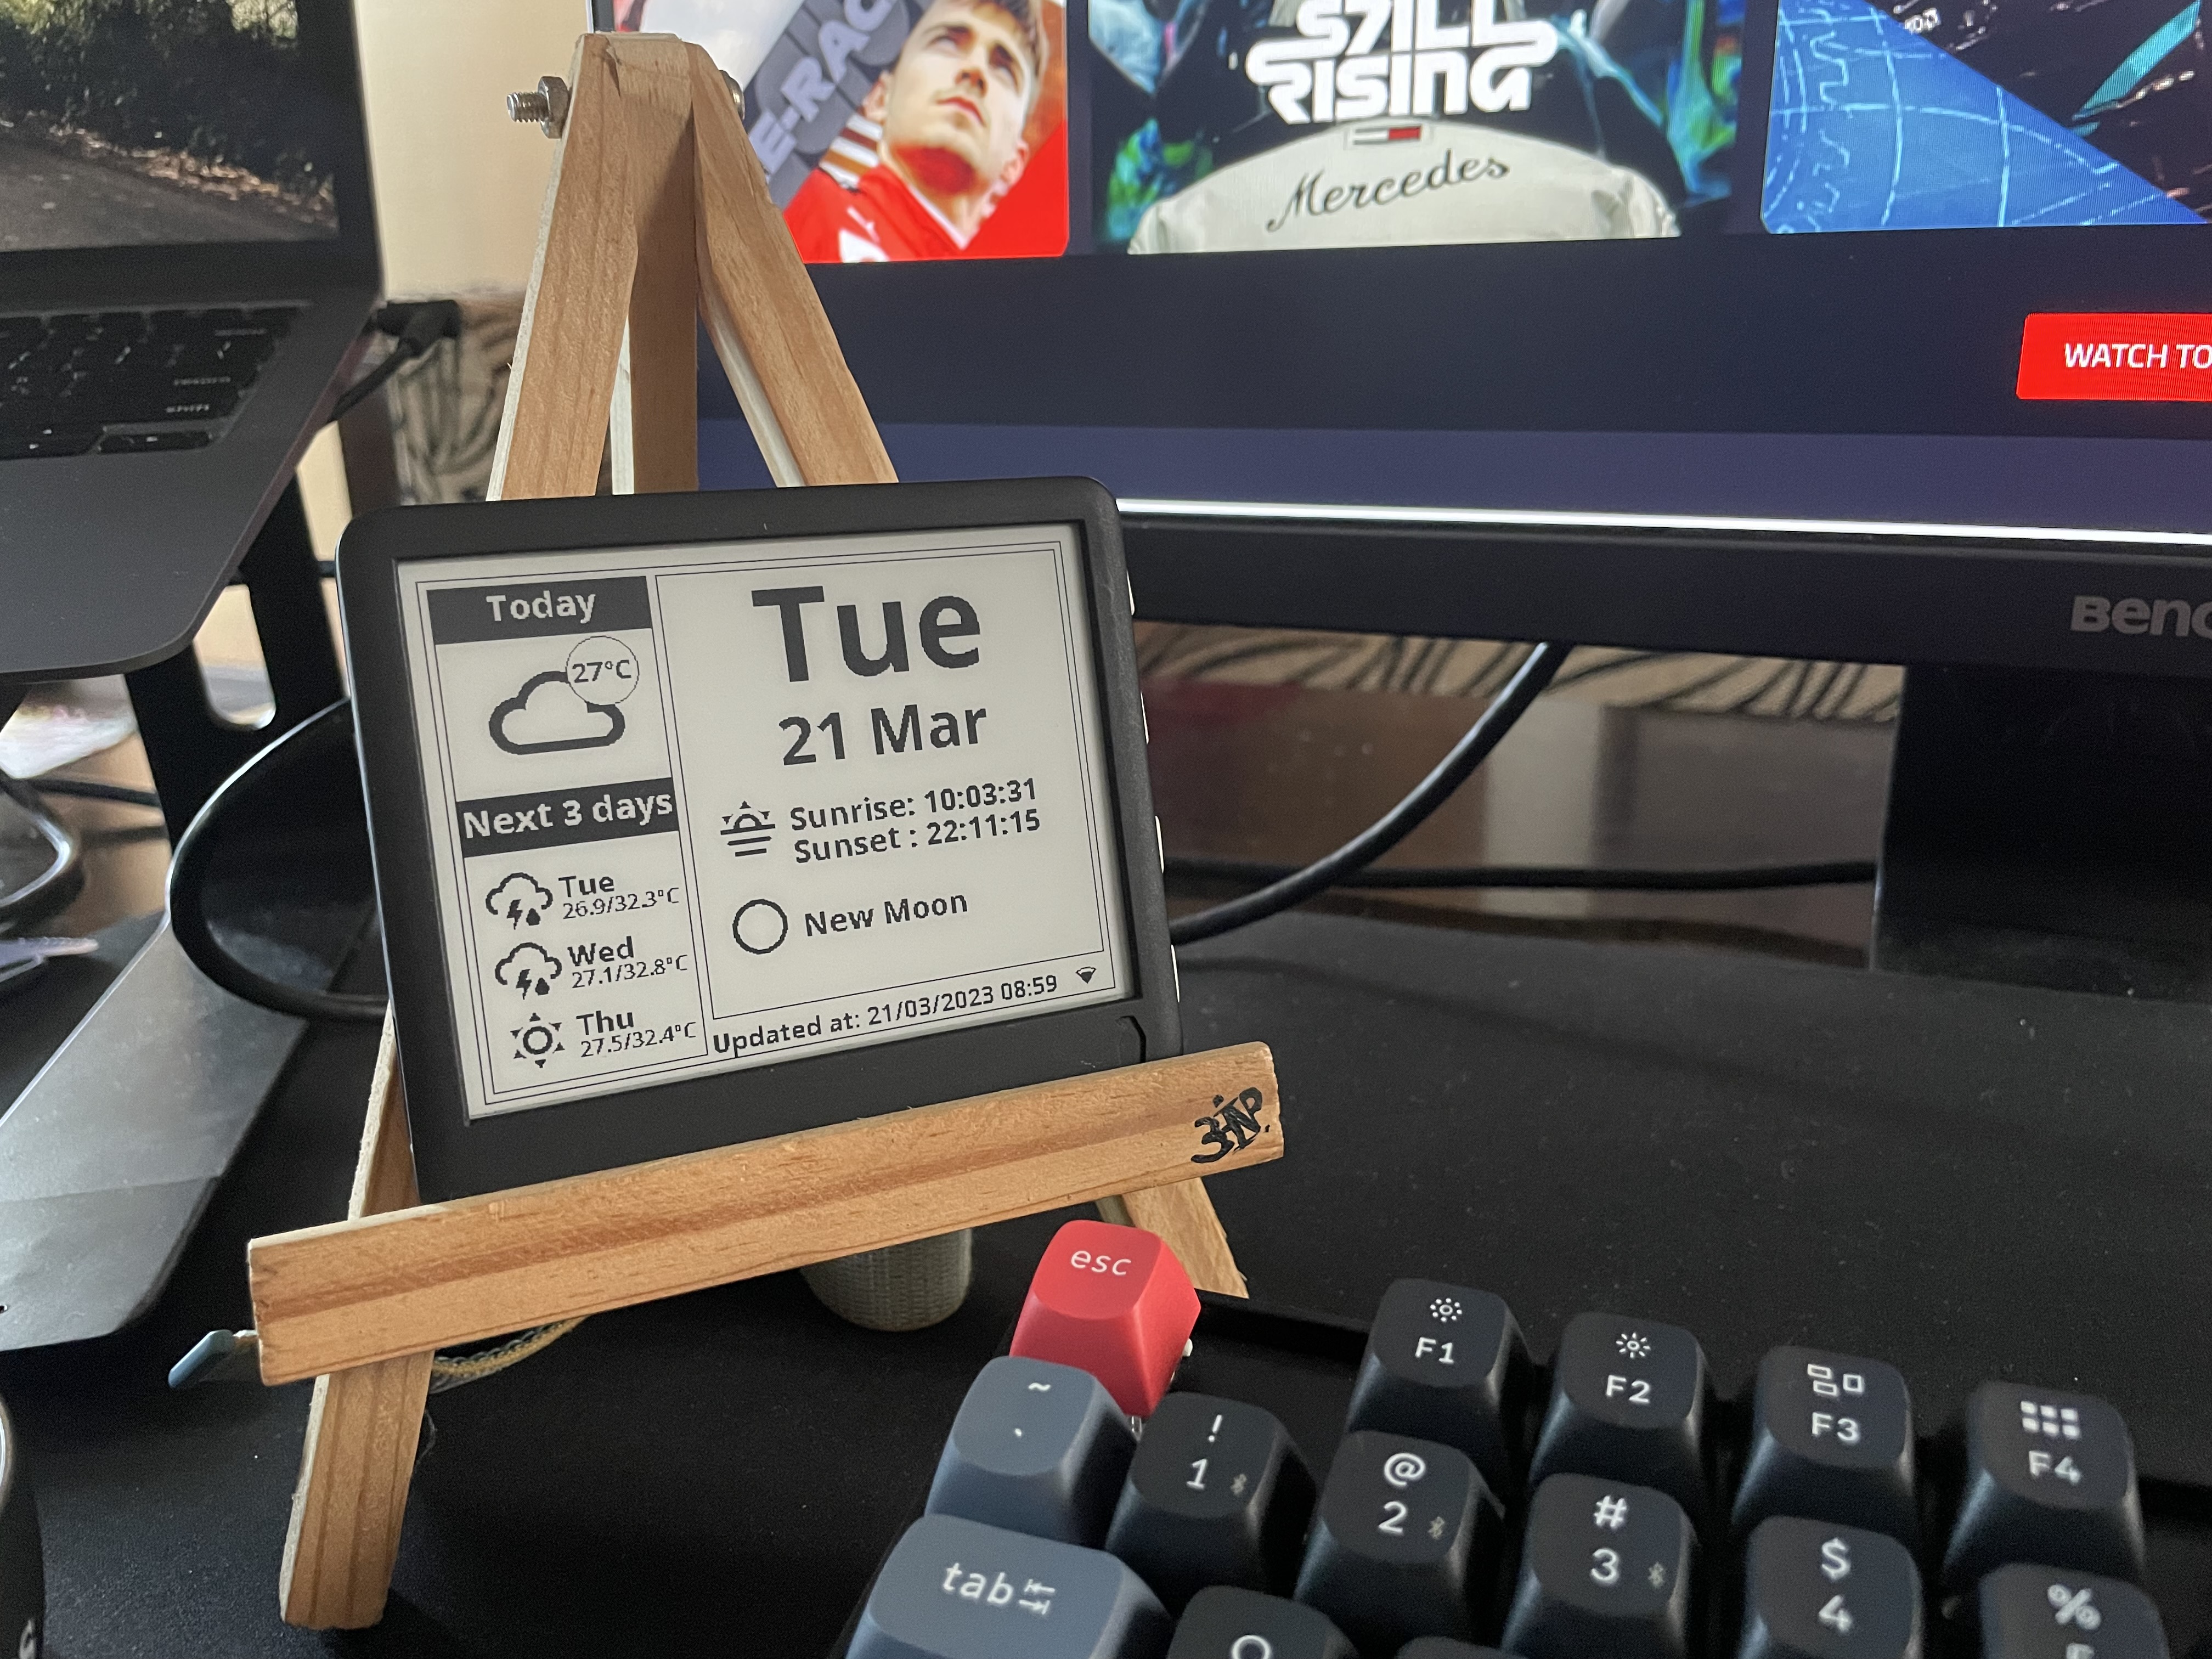 E-RAC
S7ILL
RISING
Mercedes
WATCH TO
BenQ
Today
27°C
Next 3 days
Tue
26.9/32.3°C
Wed
27.1/32.8°C
Thu
27.5/32.4°C
Tue
21 Mar
Sunrise: 10:03:31
Sunset : 22:11:15
New Moon
Updated at: 21/03/2023 08:59
esc
F1
F2
F3
F4
~
!
1
@
2
#
3
$
4
%
tab